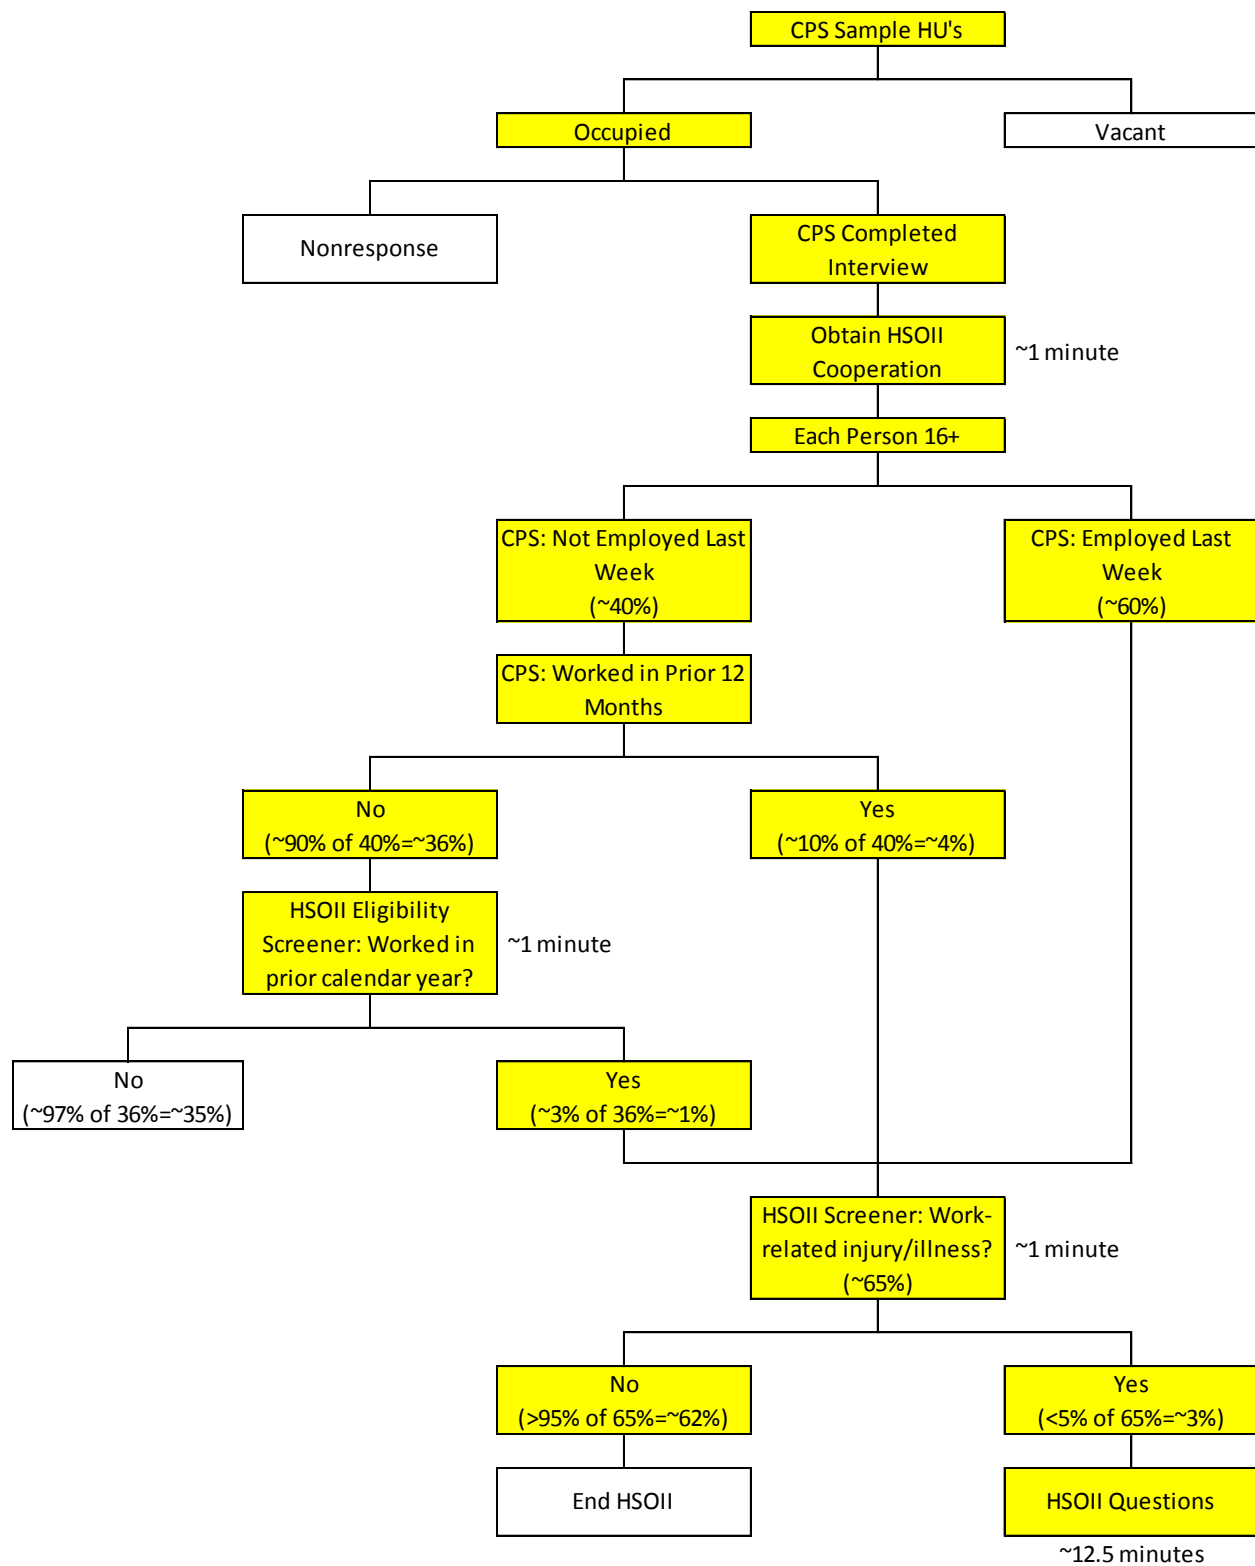 CPS Sample HU's
Occupied
Vacant
Nonresponse
CPS Completed
Interview
Obtain HSOII
Cooperation
~1 minute
Each Person 16+
CPS: Not Employed Last
Week
(~40%)
CPS: Employed Last
Week
(~60%)
CPS: Worked in Prior 12
Months
No
(~90% of 40%=~36%)
Yes
(~10% of 40%=~4%)
HSOII Eligibility
Screener: Worked in
prior calendar year?
~1 minute
No
(~97% of 36%=~35%)
Yes
(~3% of 36%=~1%)
HSOII Screener: Work-
related injury/illness?
(~65%)
~1 minute
No
(>95% of 65%=~62%)
Yes
(<5% of 65%=~3%)
End HSOII
HSOII Questions
~12.5 minutes